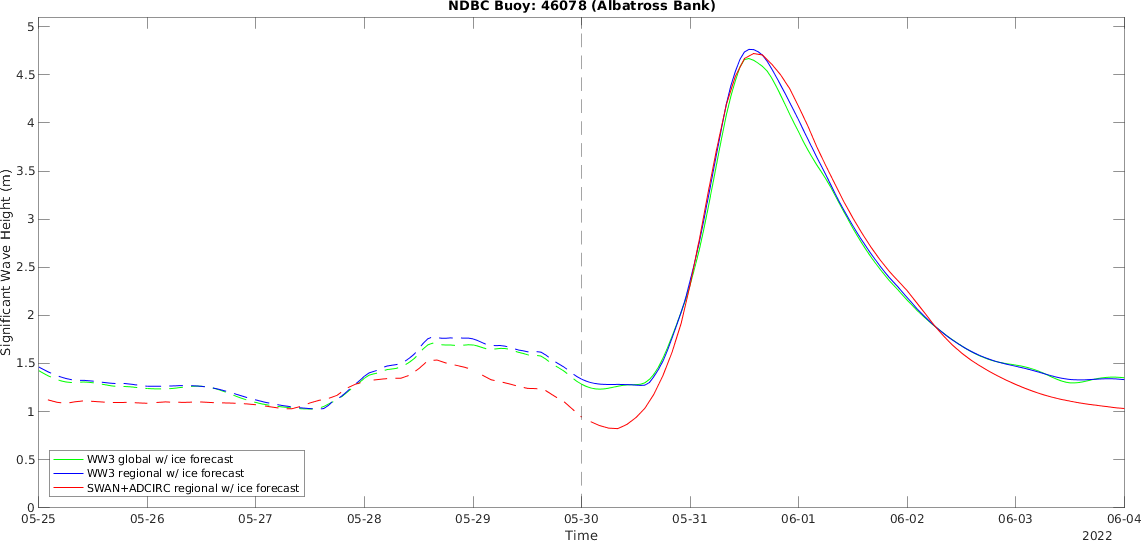 NDBC Buoy: 46078 (Albatross Bank)
5
4.5
4
3.5
3
2.5
2
1.5
1
0.5
0
Significant Wave Height (m)
WW3 global w/ ice forecast
WW3 regional w/ ice forecast
SWAN+ADCIRC regional w/ ice forecast
05-25 05-26 05-27 05-28 05-29 05-30 05-31 06-01 06-02 06-03 06-04
Time
2022